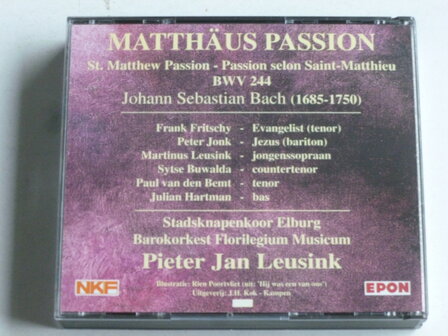 MATTHÄUS PASSION
St. Matthew Passion - Passion selon Saint-Matthieu
BWV 244
Johann Sebastian Bach (1685-1750)
Frank Fritschy - Evangelist (tenor)
Peter Jonk - Jezus (bariton)
Martinus Leusink - jongenssopraan
Sytse Buwalda - countertenor
Paul van den Bemt - tenor
Julian Hartman - bas
Stadsknapenkoor Elburg
Barokorkest Florilegium Musicum
Pieter Jan Leusink
Illustratie: Rien Poortvliet (uit: 'Hij was een van ons')
Uitgeverij: J.H. Kok - Kampen
NKF
EPON